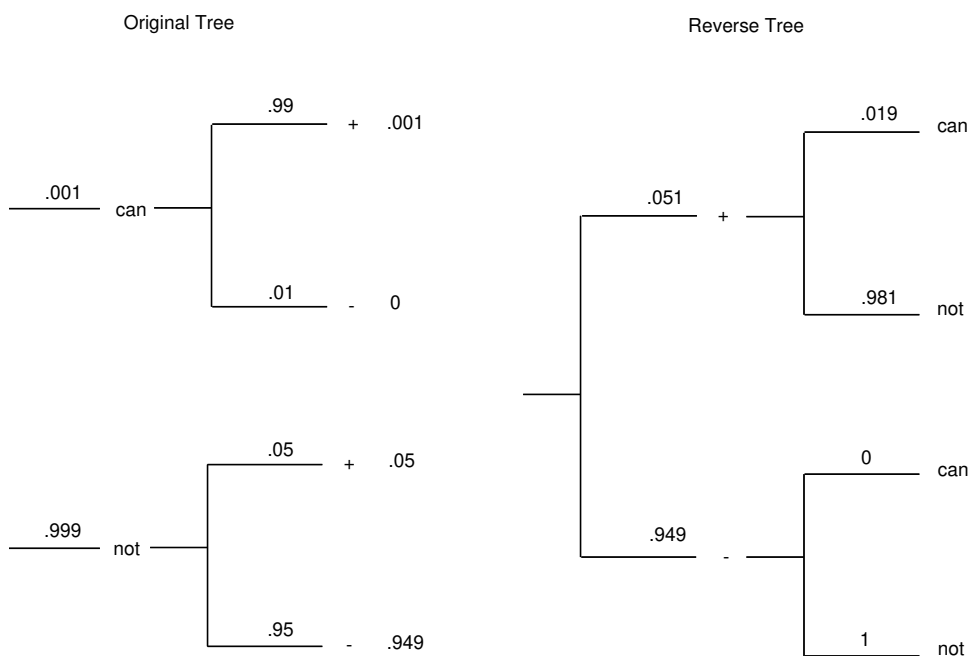 Original Tree
.001
can
.99
+ .001
.01
- 0
.999
not
.05
+ .05
.95
- .949
Reverse Tree
.051
+
.019
can
.981
not
.949
-
0
can
1
not